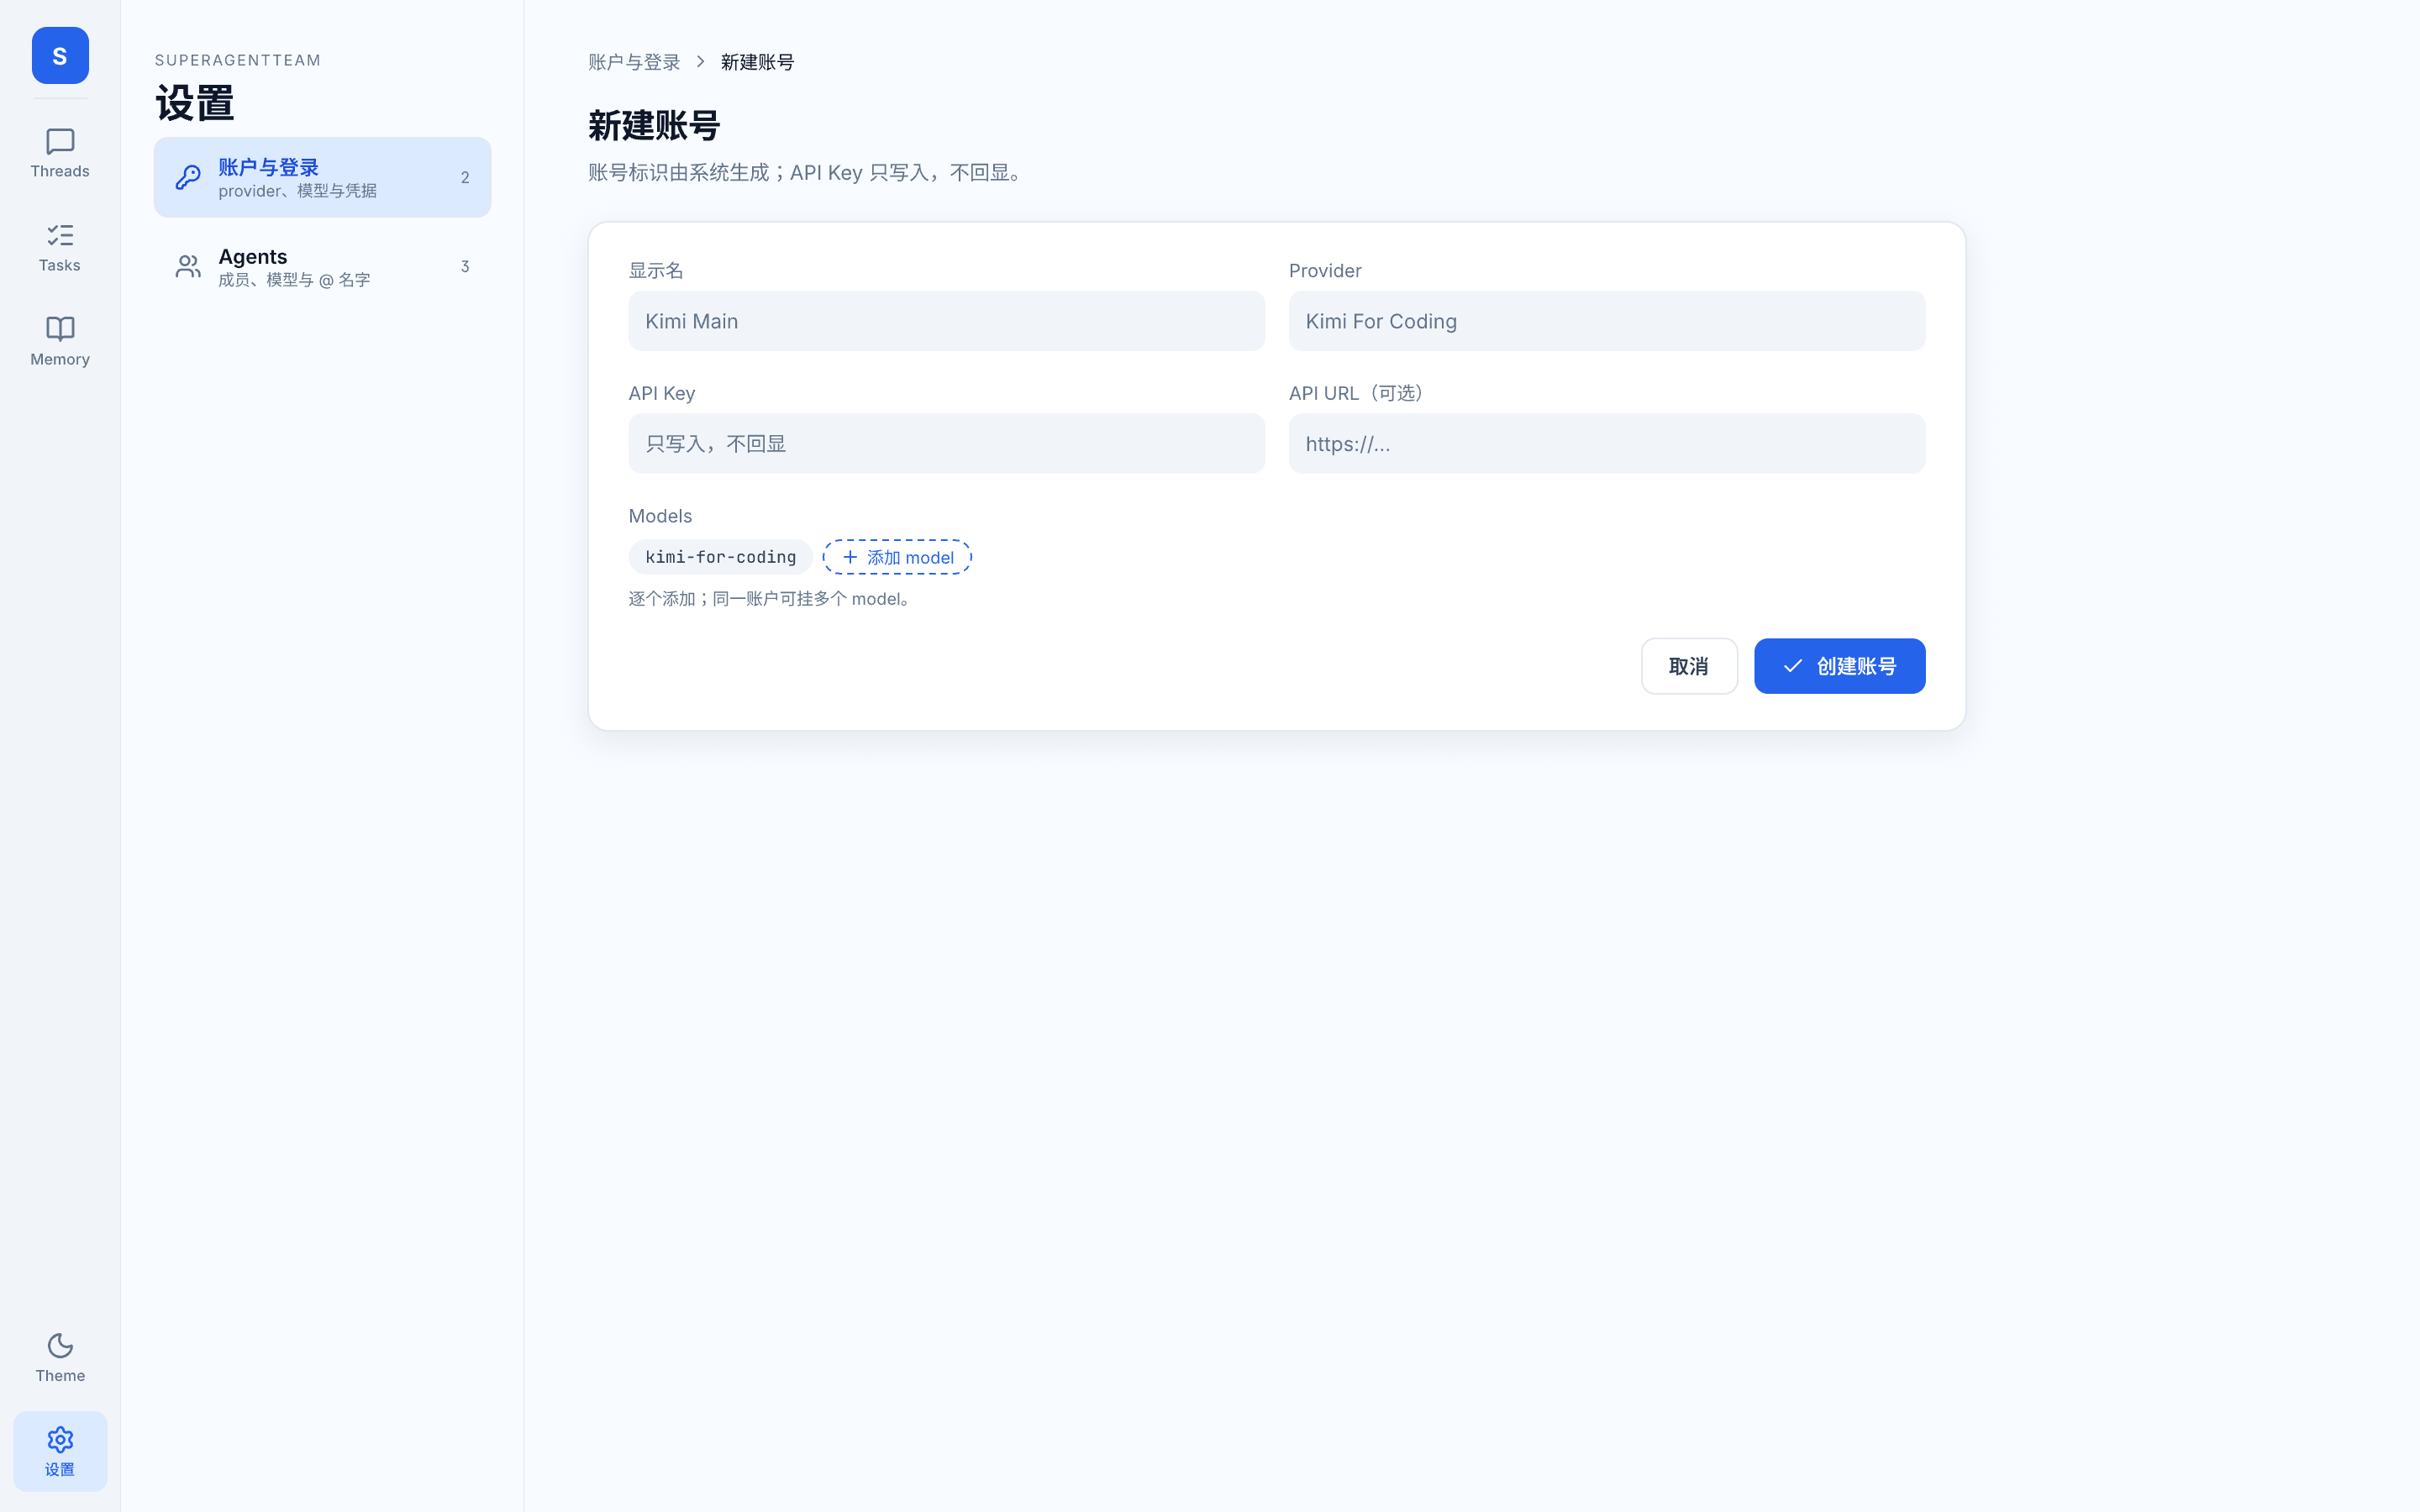 S
Threads
Tasks
Memory
Theme
设置
SUPERAGENTTEAM
设置
账户与登录
provider、模型与凭据
2
Agents
成员、模型与 @ 名字
3
账户与登录 > 新建账号
新建账号
账号标识由系统生成；API Key 只写入，不回显。
显示名
Kimi Main
Provider
Kimi For Coding
API Key
只写入，不回显
API URL（可选）
https://...
Models
kimi-for-coding
+ 添加 model
逐个添加；同一账户可挂多个 model。
取消
创建账号